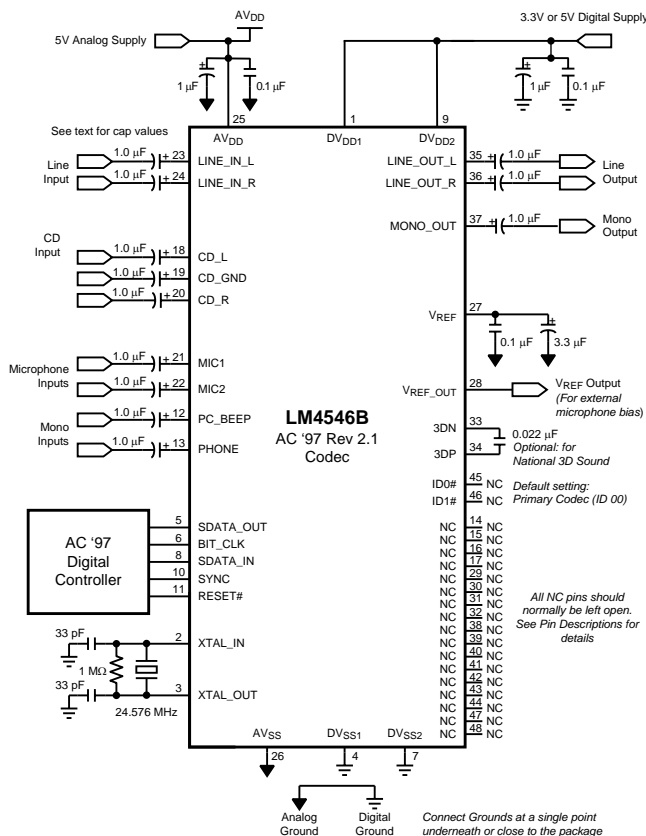 AVDD
5V Analog Supply
3.3V or 5V Digital Supply
+
1 µF
0.1 µF
+
1 µF
0.1 µF
25
1
9
See text for cap values
AVDD
DVDD1
DVDD2
Line
Input
1.0 µF
+
23
LINE_IN_L
1.0 µF
+
24
LINE_IN_R
LINE_OUT_L
35
+
1.0 µF
LINE_OUT_R
36
+
1.0 µF
Line
Output
MONO_OUT
37
+
1.0 µF
Mono
Output
CD
Input
1.0 µF
+
18
CD_L
1.0 µF
+
19
CD_GND
1.0 µF
+
20
CD_R
VREF
27
0.1 µF
+
3.3 µF
Microphone
Inputs
1.0 µF
+
21
MIC1
1.0 µF
+
22
MIC2
VREF_OUT
28
VREF Output
(For external
microphone bias)
Mono
Inputs
1.0 µF
+
12
PC_BEEP
1.0 µF
+
13
PHONE
LM4546B
AC '97 Rev 2.1
Codec
3DN
33
3DP
34
0.022 µF
Optional: for
National 3D Sound
ID0#
45
NC
ID1#
46
NC
Default setting:
Primary Codec (ID 00)
AC '97
Digital
Controller
5
SDATA_OUT
6
BIT_CLK
8
SDATA_IN
10
SYNC
11
RESET#
NC 14 NC
NC 15 NC
NC 16 NC
NC 17 NC
NC 29 NC
NC 30 NC
NC 31 NC
NC 32 NC
NC 38 NC
NC 39 NC
NC 40 NC
NC 41 NC
NC 42 NC
NC 43 NC
NC 44 NC
NC 47 NC
NC 48 NC
All NC pins should
normally be left open.
See Pin Descriptions for
details
33 pF
2
XTAL_IN
1 MΩ
33 pF
3
XTAL_OUT
24.576 MHz
AVSS
DVSS1
DVSS2
26
4
7
Analog
Ground
Digital
Ground
Connect Grounds at a single point
underneath or close to the package